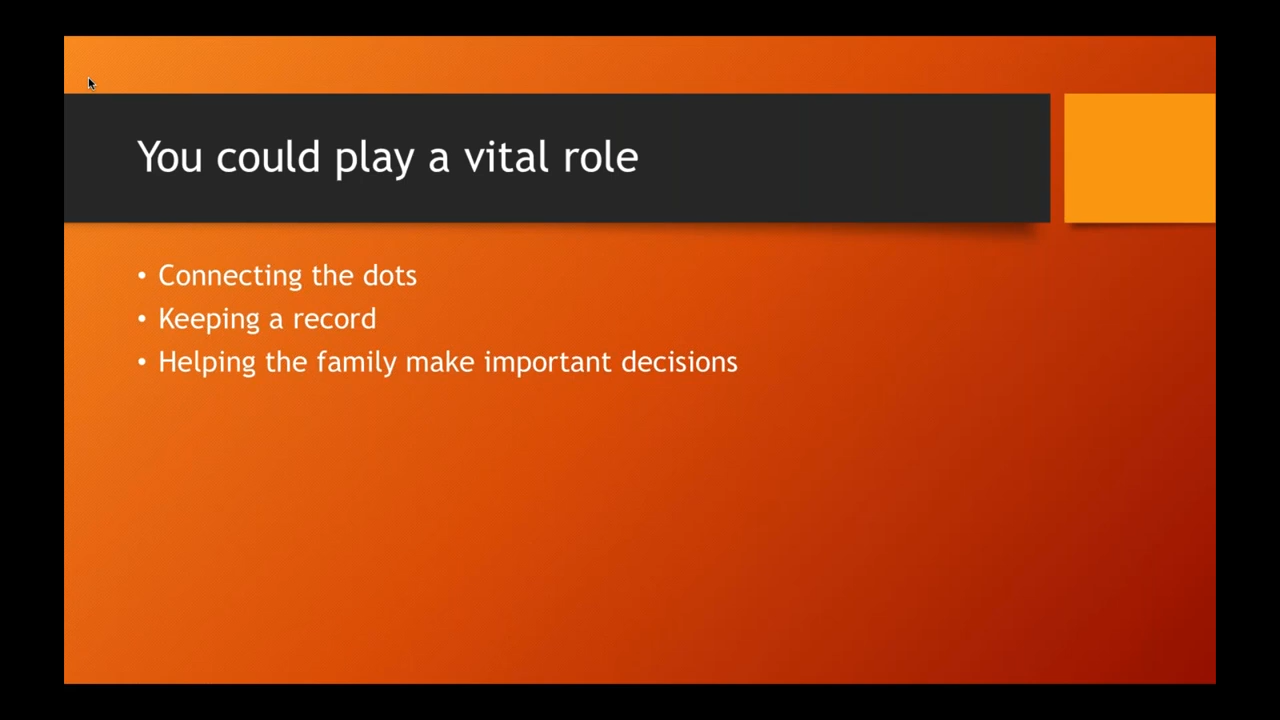 You could play a vital role
• Connecting the dots
• Keeping a record
• Helping the family make important decisions